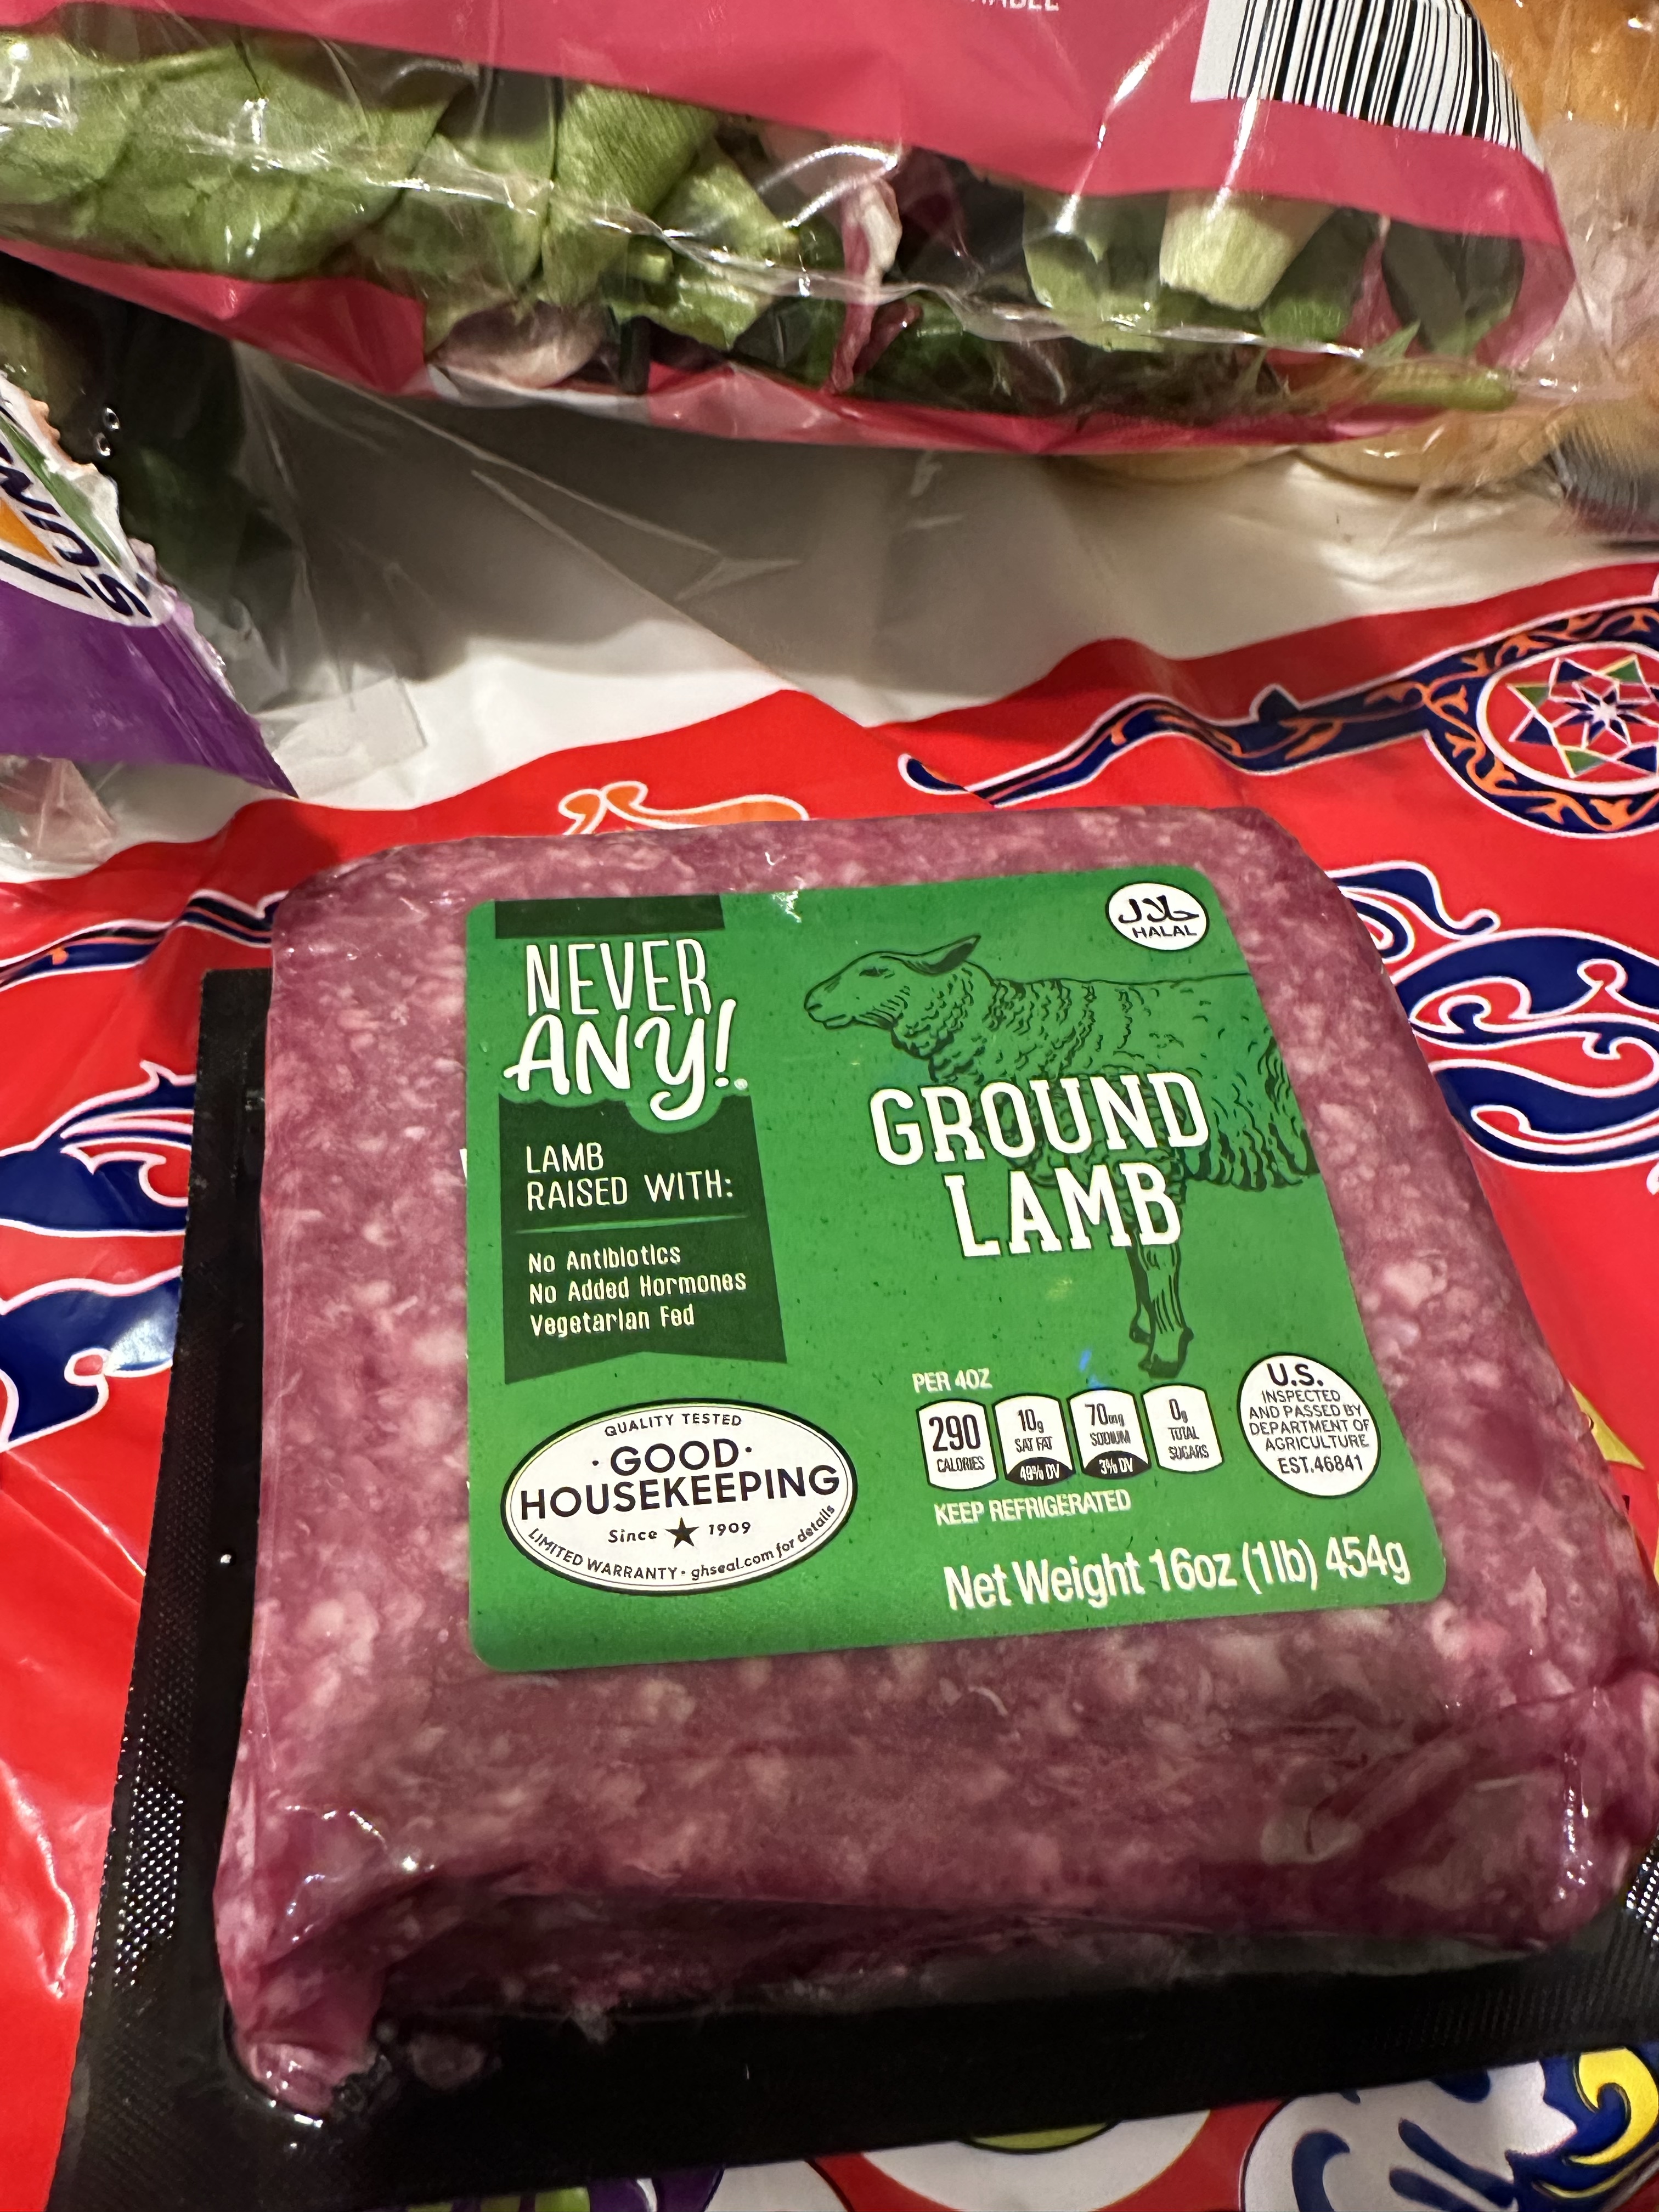 NEVER
ANY!
LAMB
RAISED WITH:
No Antibiotics
No Added Hormones
Vegetarian Fed
حلال
HALAL
GROUND
LAMB
PER 4OZ
290
CALORIES
10g
SAT FAT
49% DV
70mg
SODIUM
3% DV
0g
TOTAL
SUGARS
KEEP REFRIGERATED
U.S.
INSPECTED
AND PASSED BY
DEPARTMENT OF
AGRICULTURE
EST.46841
QUALITY TESTED
·GOOD·
HOUSEKEEPING
Since ★ 1909
LIMITED WARRANTY • ghseal.com for details
Net Weight 16oz (1lb) 454g